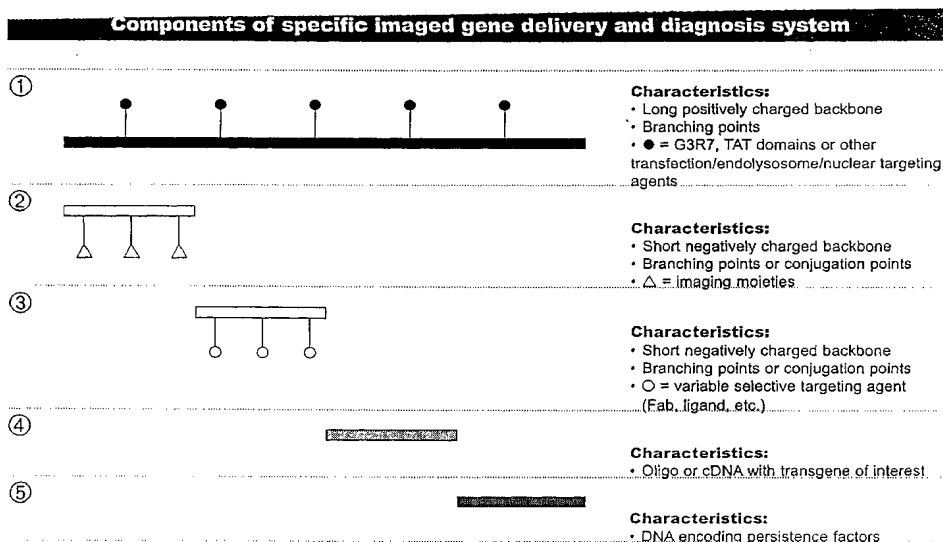 Components of specific imaged gene delivery and diagnosis system
①
Characteristics:
• Long positively charged backbone
• Branching points
• ● = G3R7, TAT domains or other
transfection/endolysosome/nuclear targeting
agents
②
Characteristics:
• Short negatively charged backbone
• Branching points or conjugation points
• △ = imaging moieties
③
Characteristics:
• Short negatively charged backbone
• Branching points or conjugation points
• ○ = variable selective targeting agent
(Fab, ligand, etc.)
④
Characteristics:
• Oligo or cDNA with transgene of interest
⑤
Characteristics:
• DNA encoding persistence factors